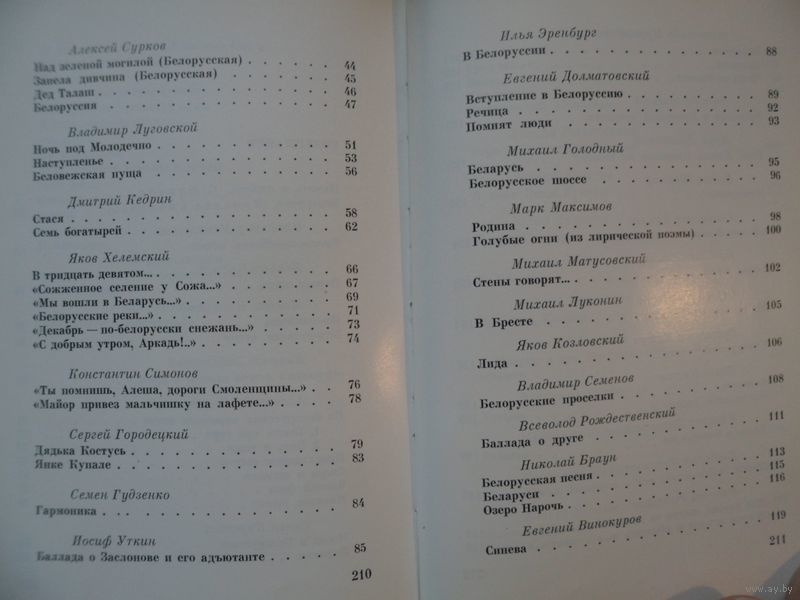 Алексей Сурков
Над зеленой могилой (Белорусская) . . . . . 44
Запела дивчина (Белорусская) . . . . . . 45
Дед Талаш . . . . . . . . . . . . 46
Белоруссия . . . . . . . . . . . . 47
Владимир Луговской
Ночь под Молодечно . . . . . . . . . 51
Наступленье . . . . . . . . . . . 53
Беловежская пуща . . . . . . . . . . 56
Дмитрий Кедрин
Стася . . . . . . . . . . . . . 58
Семь богатырей . . . . . . . . . . . 62
Яков Хелемский
В тридцать девятом... . . . . . . . . . 66
«Сожженное селение у Сожа...» . . . . . . 67
«Мы вошли в Беларусь...» . . . . . . . . 69
«Белорусские реки...» . . . . . . . . . 71
«Декабрь — по-белорусски снежань...» . . . . . 73
«С добрым утром, Аркадь!..» . . . . . . . 74
Константин Симонов
«Ты помнишь, Алеша, дороги Смоленщины...» . . 76
«Майор привез мальчишку на лафете...» . . . . 78
Сергей Городецкий
Дядька Костусь . . . . . . . . . . . 79
Янке Купале . . . . . . . . . . . . 83
Семен Гудзенко
Гармоника . . . . . . . . . . . . 84
Иосиф Уткин
Баллада о Заслонове и его адъютанте . . . . . 85
210
Илья Эренбург
В Белоруссии . . . . . . . . . . . 88
Евгений Долматовский
Вступление в Белоруссию . . . . . . . . 89
Речица . . . . . . . . . . . . . 92
Помнят люди . . . . . . . . . . . 93
Михаил Голодный
Беларусь . . . . . . . . . . . . 95
Белорусское шоссе . . . . . . . . . . 96
Марк Максимов
Родина . . . . . . . . . . . . . 98
Голубые огни (из лирической поэмы) . . . . . 100
Михаил Матусовский
Стены говорят... . . . . . . . . . . 102
Михаил Луконин
В Бресте . . . . . . . . . . . . 105
Яков Козловский
Лида . . . . . . . . . . . . . 106
Владимир Семенов
Белорусские проселки . . . . . . . . . 108
Всеволод Рождественский
Баллада о друге . . . . . . . . . . 111
Николай Браун
Белорусская песня . . . . . . . . . . 113
Беларуси . . . . . . . . . . . . 115
Озеро Нарочь . . . . . . . . . . . 116
Евгений Винокуров
Синева . . . . . . . . . . . . . 119
211
www.ay.by